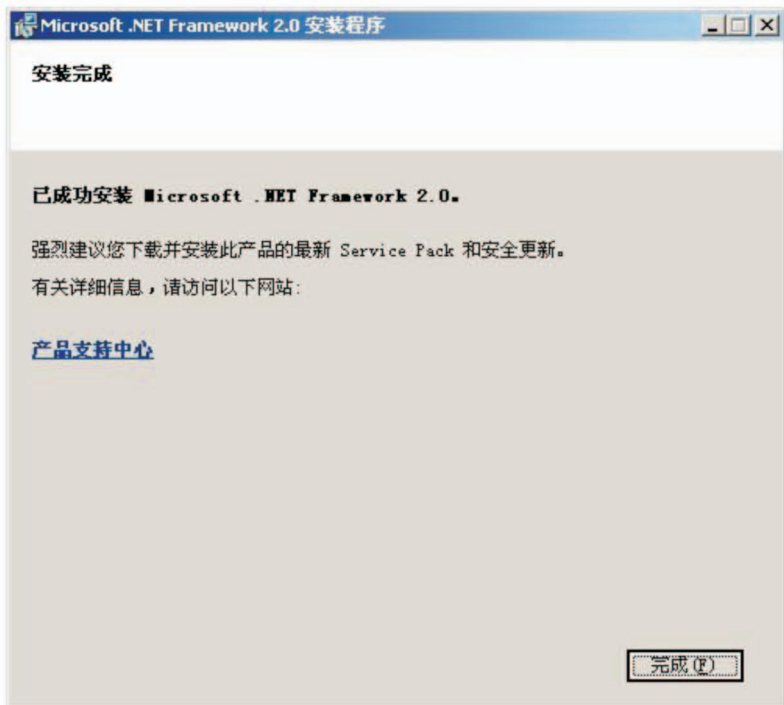 Microsoft .NET Framework 2.0 安装程序
安装完成
已成功安装 Microsoft .NET Framework 2.0。
强烈建议您下载并安装此产品的最新 Service Pack 和安全更新。
有关详细信息，请访问以下网站:
产品支持中心
完成(F)